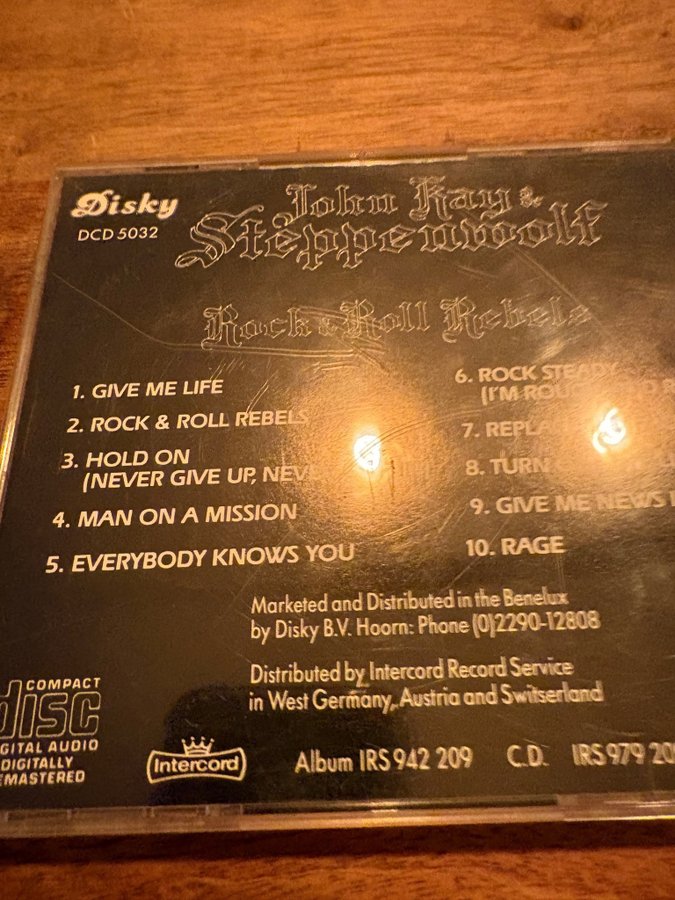 Disky
DCD 5032
John Kay &
Steppenwolf
Rock & Roll Rebels
1. GIVE ME LIFE
2. ROCK & ROLL REBELS
3. HOLD ON
(NEVER GIVE UP,
4. MAN ON A MISSION
5. EVERYBODY KNOWS YOU
6. ROCK STEADY
(I'M
7.
8. TURN
9. GIVE ME NEWS
10. RAGE
Marketed and Distributed in the Benelux
by Disky B.V. Hoorn: Phone (0)2290-12808
Distributed by Intercord Record Service
in West Germany, Austria and Switserland
COMPACT
disc
DIGITAL AUDIO
DIGITALLY
REMASTERED
Intercord
Album IRS 942 209 C.D. IRS 979